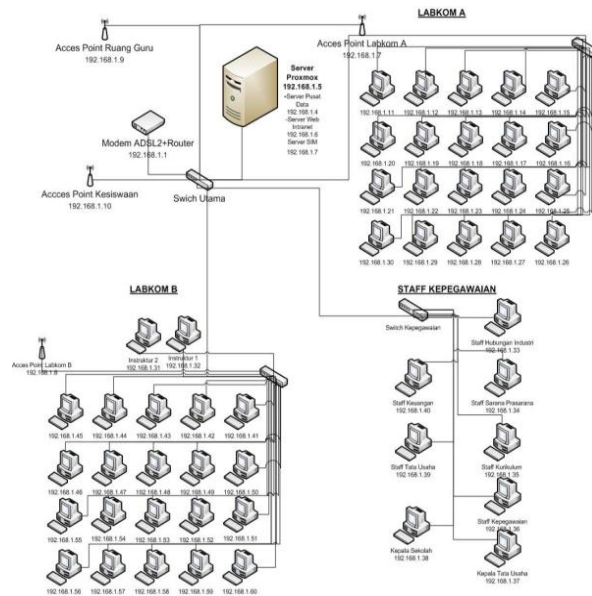 LABKOM A
Acces Point Ruang Guru
192.168.1.9
Acces Point Labkom A
192.168.1.7
Server
Proxmox
192.168.1.5
-Server Pusat
Data
192.168.1.4
-Server Web
Intranet
192.168.1.6
Server SIM
192.168.1.7
Modem ADSL2+Router
192.168.1.1
Accces Point Kesiswaan
192.168.1.10
Swich Utama
192.168.1.11 192.168.1.12 192.168.1.13 192.168.1.14 192.168.1.15
192.168.1.20 192.168.1.19 192.168.1.18 192.168.1.17 192.168.1.16
192.168.1.21 192.168.1.22 192.168.1.23 192.168.1.24 192.168.1.25
192.168.1.30 192.168.1.29 192.168.1.28 192.168.1.27 192.168.1.26
LABKOM B
Instruktur 2
192.168.1.31
Instruktur 1
192.168.1.32
Acces Point Labkom B
192.168.1.8
192.168.1.45 192.168.1.44 192.168.1.43 192.168.1.42 192.168.1.41
192.168.1.46 192.168.1.47 192.168.1.48 192.168.1.49 192.168.1.50
192.168.1.55 192.168.1.54 192.168.1.53 192.168.1.52 192.168.1.51
192.168.1.56 192.168.1.57 192.168.1.58 192.168.1.59 192.168.1.60
STAFF KEPEGAWAIAN
Switch Kepegawaian
Staff Hubungan Industri
192.168.1.33
Staff Keuangan
192.168.1.40
Staff Sarana Prasarana
192.168.1.34
Staff Tata Usaha
192.168.1.39
Staff Kurikulum
192.168.1.35
Staff Kepegawaian
192.168.1.36
Kepala Sekolah
192.168.1.38
Kepala Tata Usaha
192.168.1.37